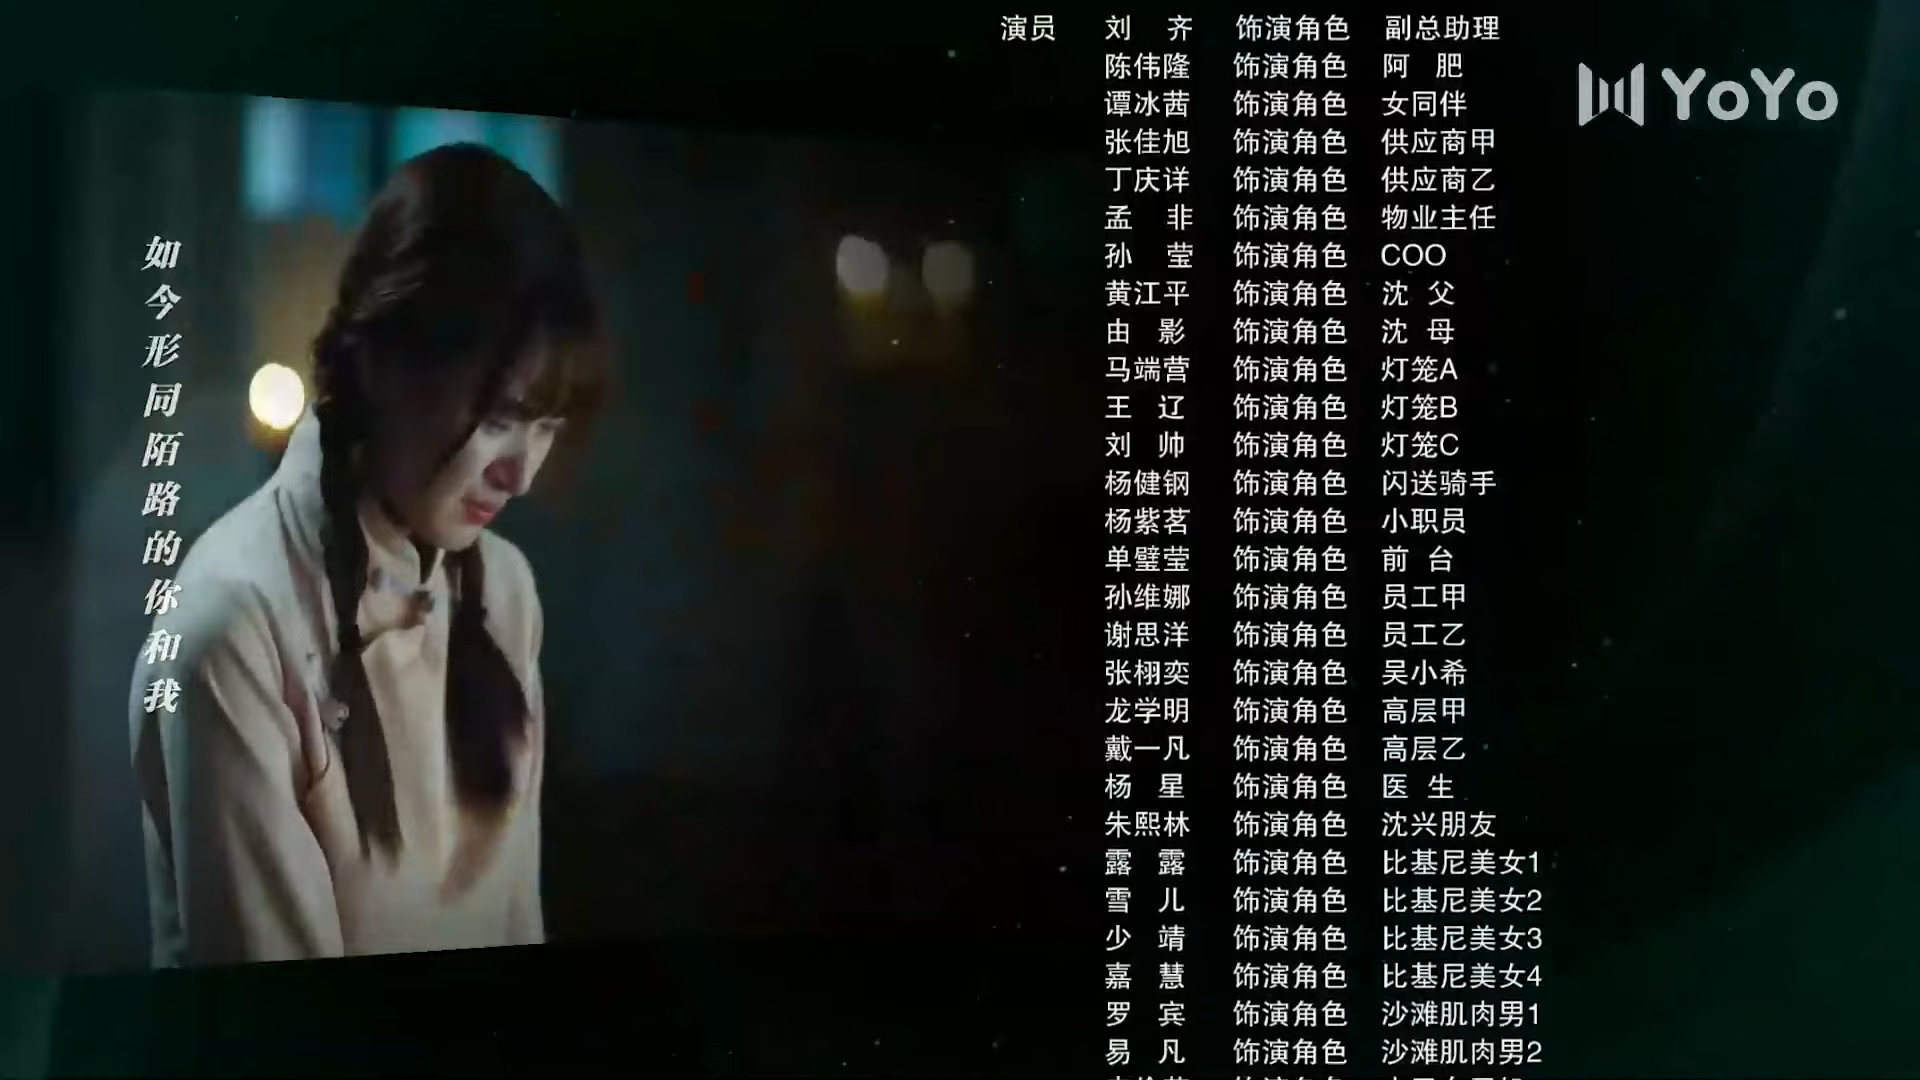 如今形同陌路的你和我
YoYo
演员 刘 齐 饰演角色 副总助理
陈伟隆 饰演角色 阿 肥
谭冰茜 饰演角色 女同伴
张佳旭 饰演角色 供应商甲
丁庆详 饰演角色 供应商乙
孟 非 饰演角色 物业主任
孙 莹 饰演角色 COO
黄江平 饰演角色 沈 父
由 影 饰演角色 沈 母
马端营 饰演角色 灯笼A
王 辽 饰演角色 灯笼B
刘 帅 饰演角色 灯笼C
杨健钢 饰演角色 闪送骑手
杨紫茗 饰演角色 小职员
单璧莹 饰演角色 前 台
孙维娜 饰演角色 员工甲
谢思洋 饰演角色 员工乙
张栩奕 饰演角色 吴小希
龙学明 饰演角色 高层甲
戴一凡 饰演角色 高层乙
杨 星 饰演角色 医 生
朱熙林 饰演角色 沈兴朋友
露 露 饰演角色 比基尼美女1
雪 儿 饰演角色 比基尼美女2
少 靖 饰演角色 比基尼美女3
嘉 慧 饰演角色 比基尼美女4
罗 宾 饰演角色 沙滩肌肉男1
易 凡 饰演角色 沙滩肌肉男2